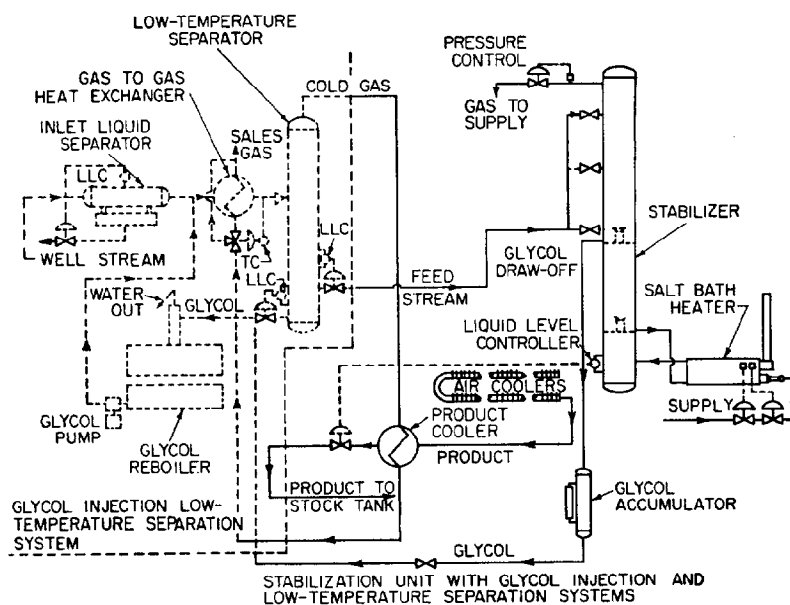 LOW-TEMPERATURE
SEPARATOR
GAS TO GAS
HEAT EXCHANGER
INLET LIQUID
SEPARATOR
LLC
WELL STREAM
COLD GAS
SALES
GAS
TC
LLC
LLC
PRESSURE
CONTROL
GAS TO
SUPPLY
STABILIZER
GLYCOL
DRAW-OFF
FEED
STREAM
SALT BATH
HEATER
LIQUID LEVEL
CONTROLLER
SUPPLY
WATER
OUT
GLYCOL
GLYCOL
PUMP
GLYCOL
REBOILER
AIR COOLERS
PRODUCT
COOLER
PRODUCT
PRODUCT TO
STOCK TANK
GLYCOL
ACCUMULATOR
GLYCOL
GLYCOL INJECTION LOW-
TEMPERATURE SEPARATION
SYSTEM
STABILIZATION UNIT WITH GLYCOL INJECTION AND
LOW-TEMPERATURE SEPARATION SYSTEMS